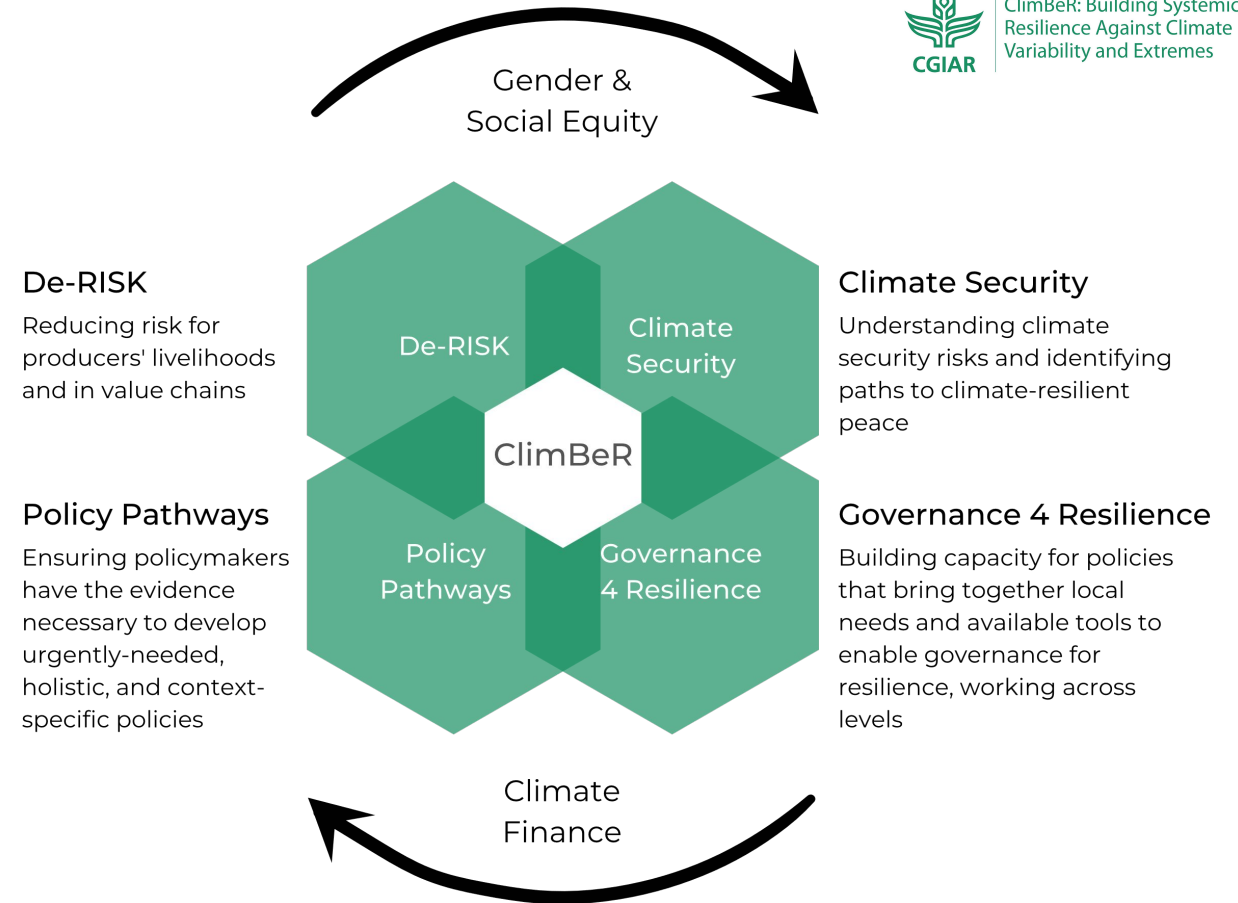 ClimBeR: Building Systemic
Resilience Against Climate
Variability and Extremes
CGIAR
Gender &
Social Equity
De-RISK
Reducing risk for
producers' livelihoods
and in value chains
Climate Security
Understanding climate
security risks and identifying
paths to climate-resilient
peace
De-RISK
Climate
Security
ClimBeR
Policy
Pathways
Governance
4 Resilience
Policy Pathways
Ensuring policymakers
have the evidence
necessary to develop
urgently-needed,
holistic, and context-
specific policies
Governance 4 Resilience
Building capacity for policies
that bring together local
needs and available tools to
enable governance for
resilience, working across
levels
Climate
Finance